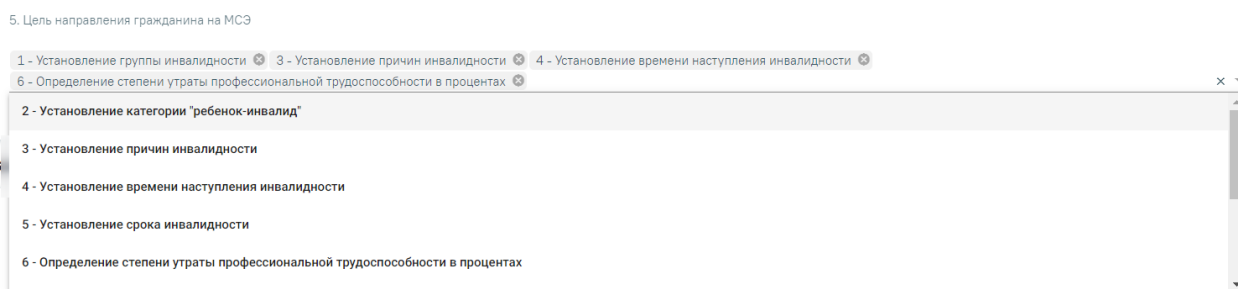 5. Цель направления гражданина на МСЭ
1 - Установление группы инвалидности 3 - Установление причин инвалидности 4 - Установление времени наступления инвалидности
6 - Определение степени утраты профессиональной трудоспособности в процентах
2 - Установление категории "ребенок-инвалид"
3 - Установление причин инвалидности
4 - Установление времени наступления инвалидности
5 - Установление срока инвалидности
6 - Определение степени утраты профессиональной трудоспособности в процентах